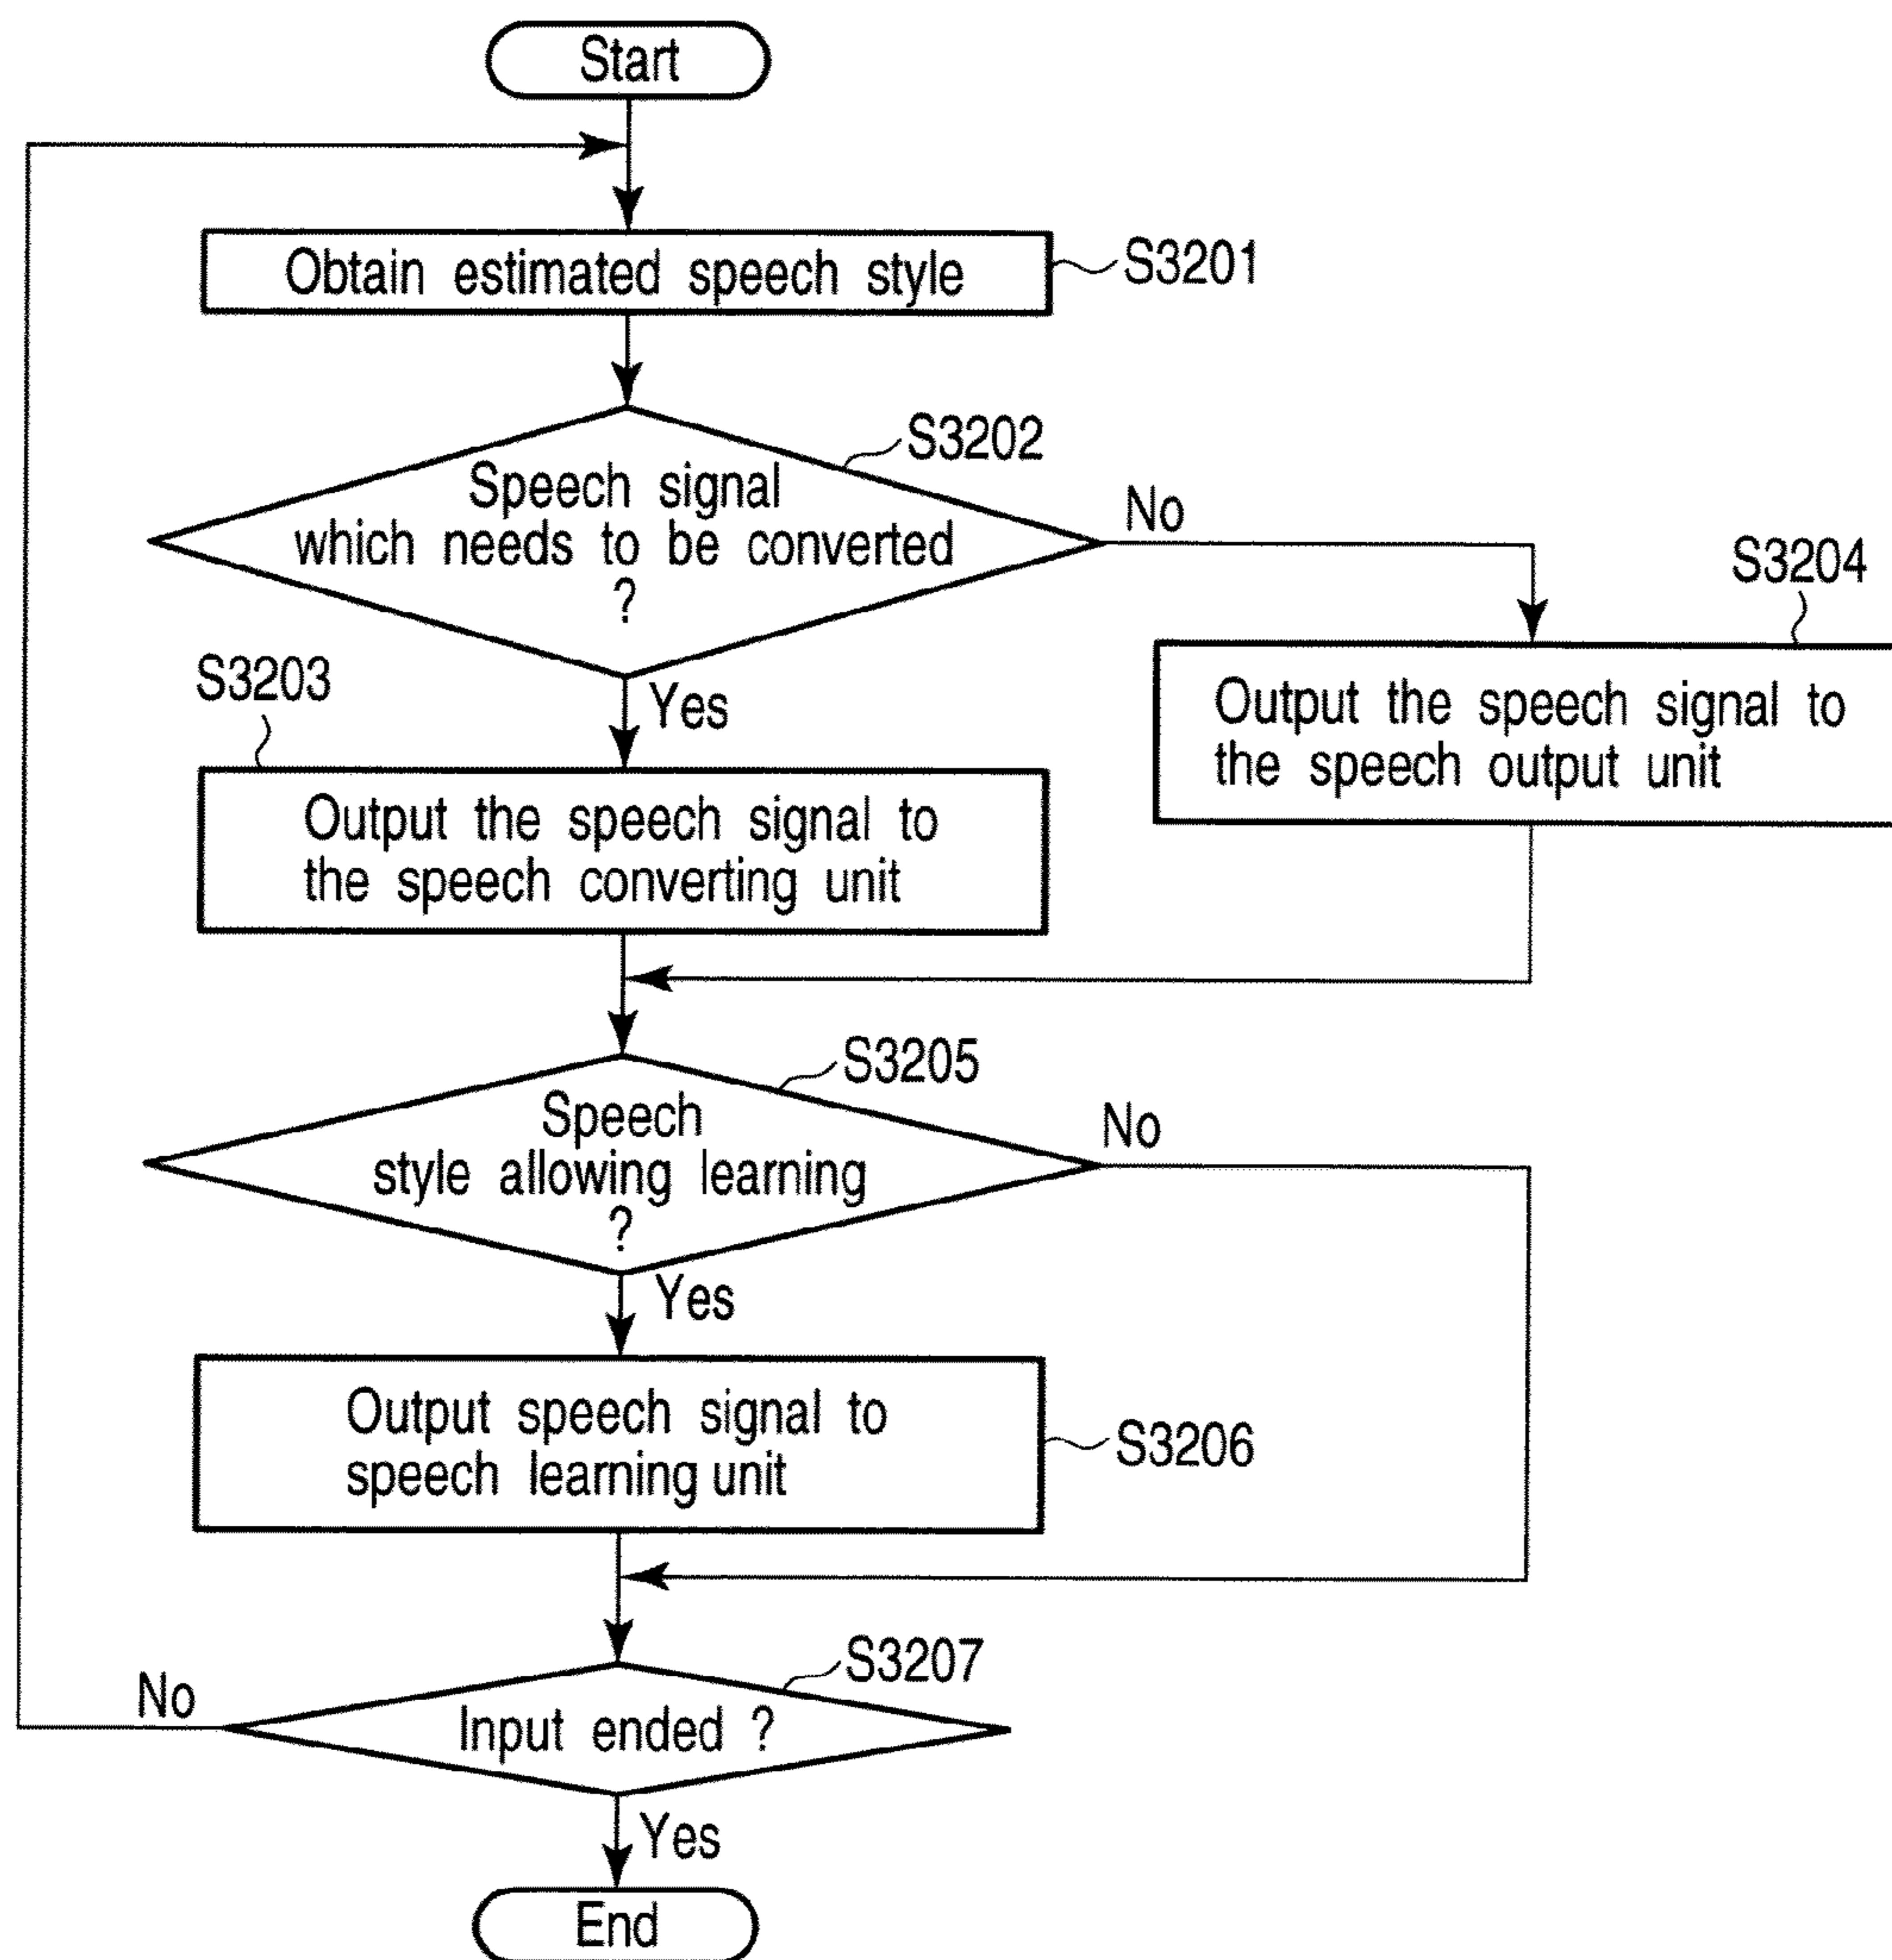 Start
Obtain estimated speech style
S3201
S3202
Speech signal
which needs to be converted
?
No
S3204
Output the speech signal to
the speech output unit
S3203
Yes
Output the speech signal to
the speech converting unit
S3205
Speech
style allowing learning
?
No
Yes
Output speech signal to
speech learning unit
S3206
S3207
No
Input ended ?
Yes
End